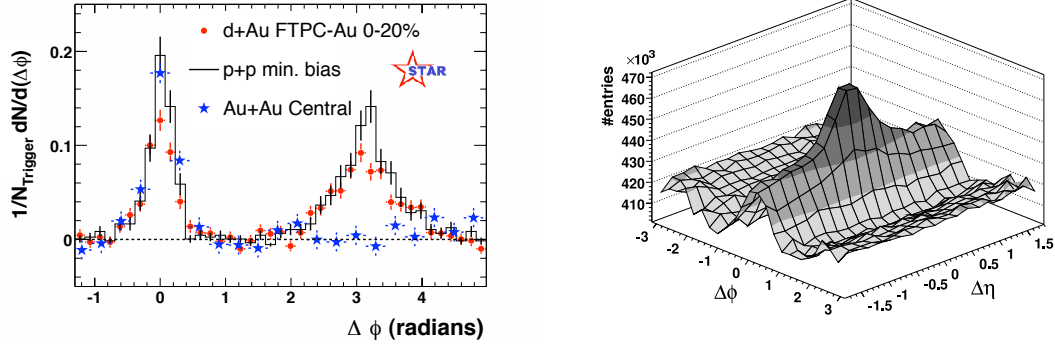 1/N_Trigger dN/d(Δφ)
0.2
0.1
0
d+Au FTPC-Au 0-20%
p+p min. bias
Au+Au Central
STAR
-1 0 1 2 3 4
Δ φ (radians)
×10³
#entries
470
460
450
440
430
420
410
-3 -2 -1 0 1 2 3
Δφ
-1.5 -1 -0.5 0 0.5 1 1.5
Δη